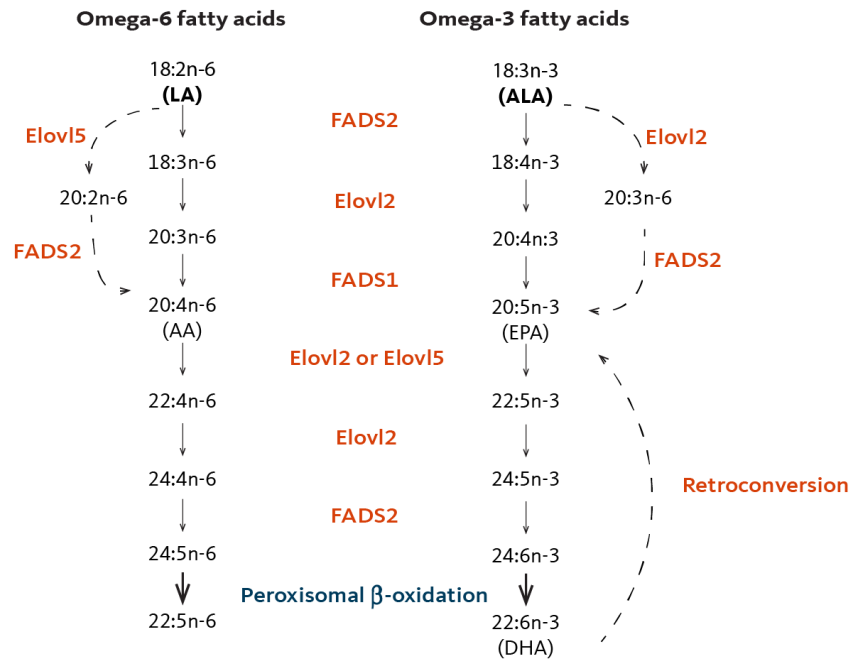 Omega-6 fatty acids
Omega-3 fatty acids
18:2n-6
(LA)
18:3n-3
(ALA)
FADS2
Elovl5
Elovl2
18:3n-6
18:4n-3
20:2n-6
Elovl2
20:3n-6
20:3n-6
20:4n:3
FADS2
FADS1
FADS2
20:4n-6
(AA)
20:5n-3
(EPA)
Elovl2 or Elovl5
22:4n-6
22:5n-3
Elovl2
24:4n-6
24:5n-3
Retroconversion
FADS2
24:5n-6
24:6n-3
Peroxisomal β-oxidation
22:5n-6
22:6n-3
(DHA)